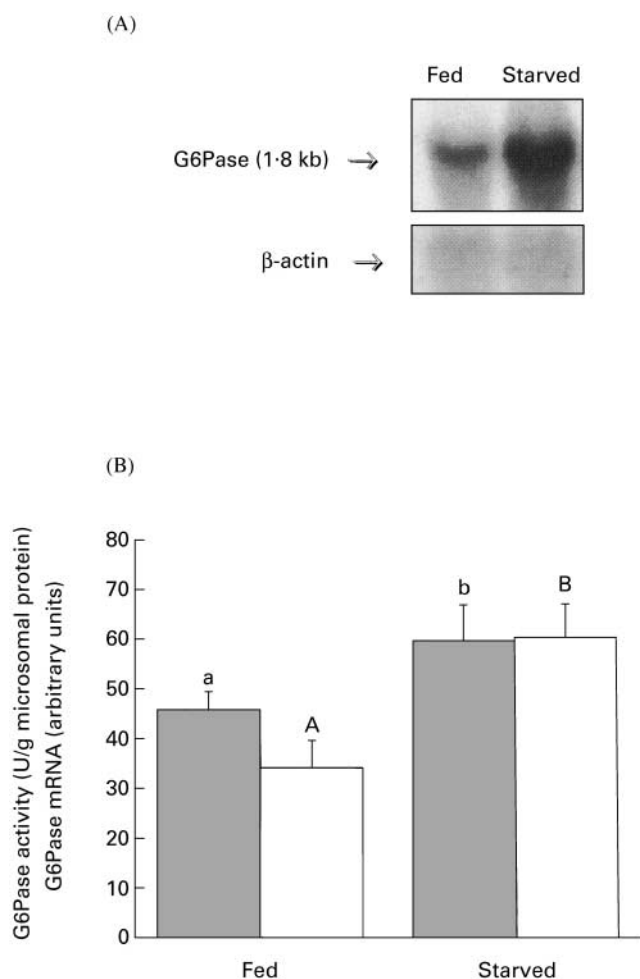 (A)
Fed Starved
G6Pase (1·8 kb)
β-actin
(B)
G6Pase activity (U/g microsomal protein)
G6Pase mRNA (arbitrary units)
80
70
60
50
40
30
20
10
0
a
A
b
B
Fed Starved